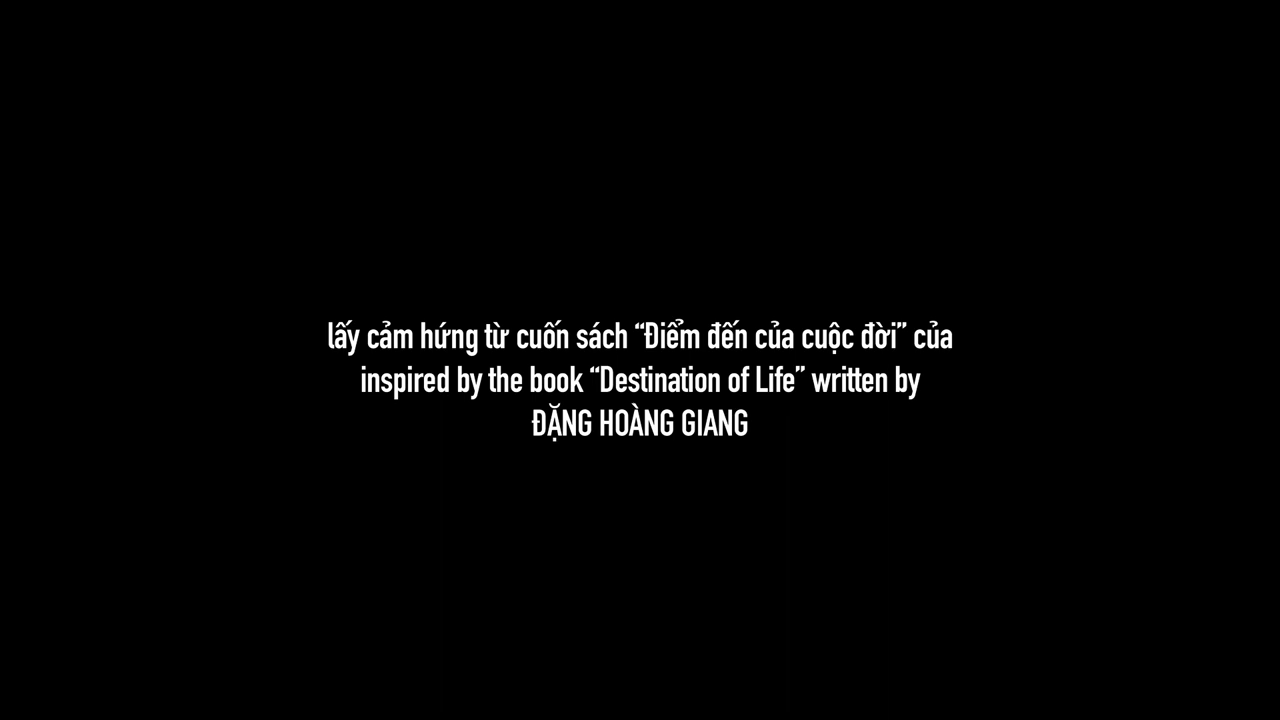 lấy cảm hứng từ cuốn sách “Điểm đến của cuộc đời” của
inspired by the book “Destination of Life” written by
ĐẶNG HOÀNG GIANG